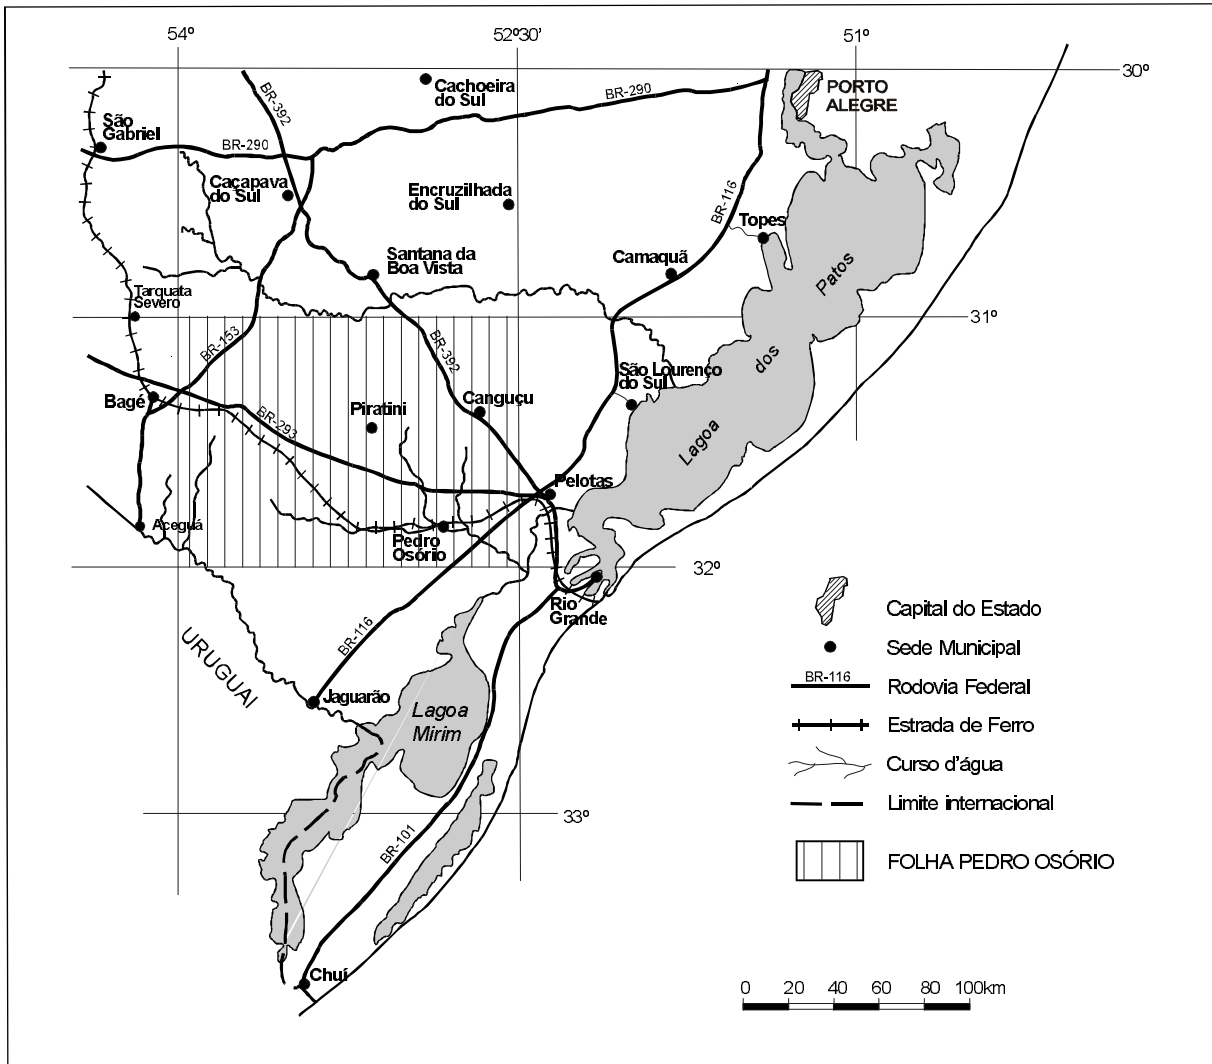 54º
52º30'
51º
30º
Cachoeira
do Sul
PORTO
ALEGRE
BR-392
BR-290
São
Gabriel
BR-290
Caçapava
do Sul
Encruzilhada
do Sul
BR-116
Topes
Santana da
Boa Vista
Camaquã
Patos
Tarquata
Severo
31º
BR-153
BR-392
dos
São Lourenço
do Sul
Bagé
Piratini
Canguçu
BR-293
Lagoa
Pelotas
Aceguá
Pedro
Osório
32º
Rio
Grande
URUGUAI
BR-116
Jaguarão
Lagoa
Mirim
33º
BR-101
Chuí
Capital do Estado
Sede Municipal
BR-116
Rodovia Federal
Estrada de Ferro
Curso d'água
Limite internacional
FOLHA PEDRO OSÓRIO
0 20 40 60 80 100km